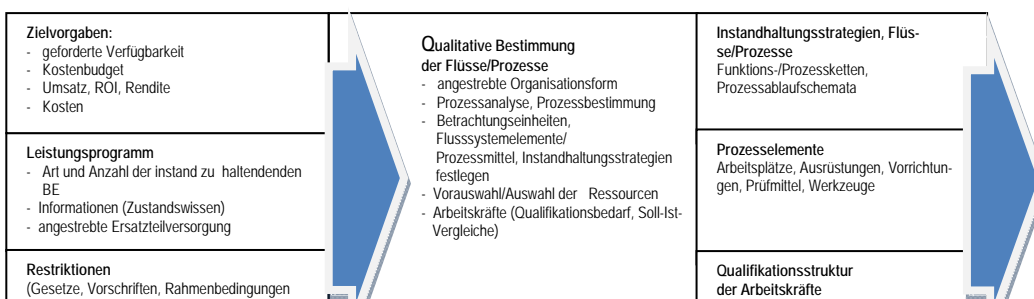 Zielvorgaben:
- geforderte Verfügbarkeit
- Kostenbudget
- Umsatz, ROI, Rendite
- Kosten
Leistungsprogramm
- Art und Anzahl der instand zu haltendenden
BE
- Informationen (Zustandswissen)
- angestrebte Ersatzteilversorgung
Restriktionen
(Gesetze, Vorschriften, Rahmenbedingungen
Qualitative Bestimmung
der Flüsse/Prozesse
- angestrebte Organisationsform
- Prozessanalyse, Prozessbestimmung
- Betrachtungseinheiten,
Flusssystemelemente/
Prozessmittel, Instandhaltungsstrategien
festlegen
- Vorauswahl/Auswahl der Ressourcen
- Arbeitskräfte (Qualifikationsbedarf, Soll-Ist-
Vergleiche)
Instandhaltungsstrategien, Flüs-
se/Prozesse
Funktions-/Prozessketten,
Prozessablaufschemata
Prozesselemente
Arbeitsplätze, Ausrüstungen, Vorrichtun-
gen, Prüfmittel, Werkzeuge
Qualifikationsstruktur
der Arbeitskräfte